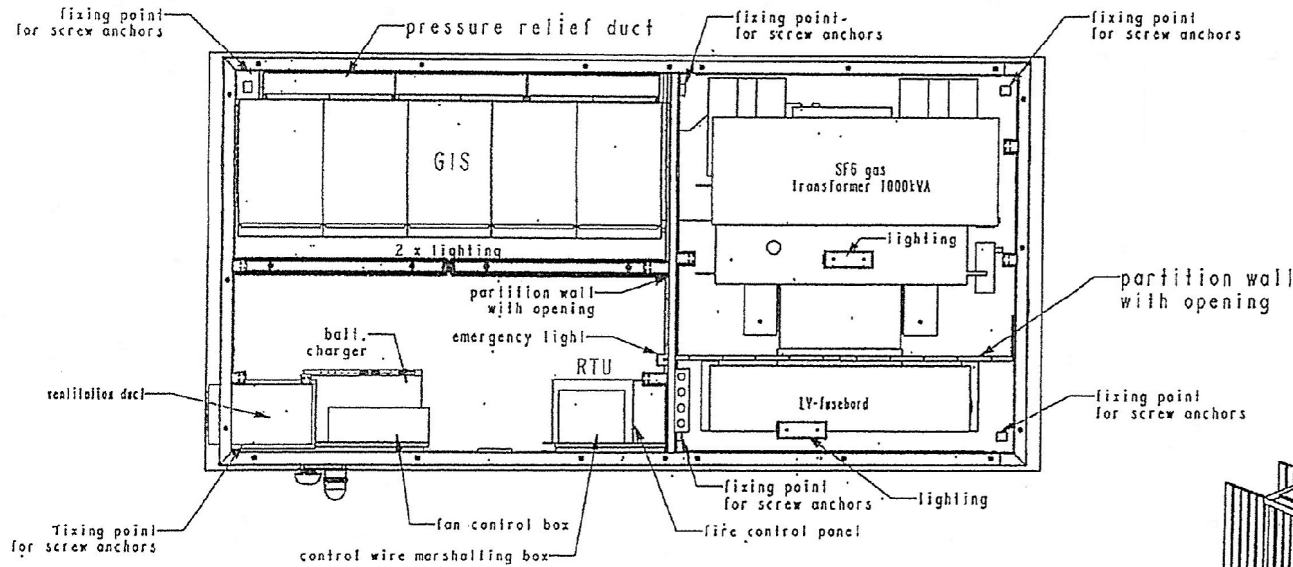 fixing point
for screw anchors
pressure relief duct
fixing point
for screw anchors
fixing point
for screw anchors
GIS
SF6 gas
transformer 1000kVA
2 x lighting
lighting
partition wall
with opening
partition wall
with opening
emergency light
batt.
charger
RTU
ventilation duct
LV-fusebord
fixing point
for screw anchors
fixing point
for screw anchors
lighting
fixing point
for screw anchors
fan control box
fire control panel
control wire marshalling box